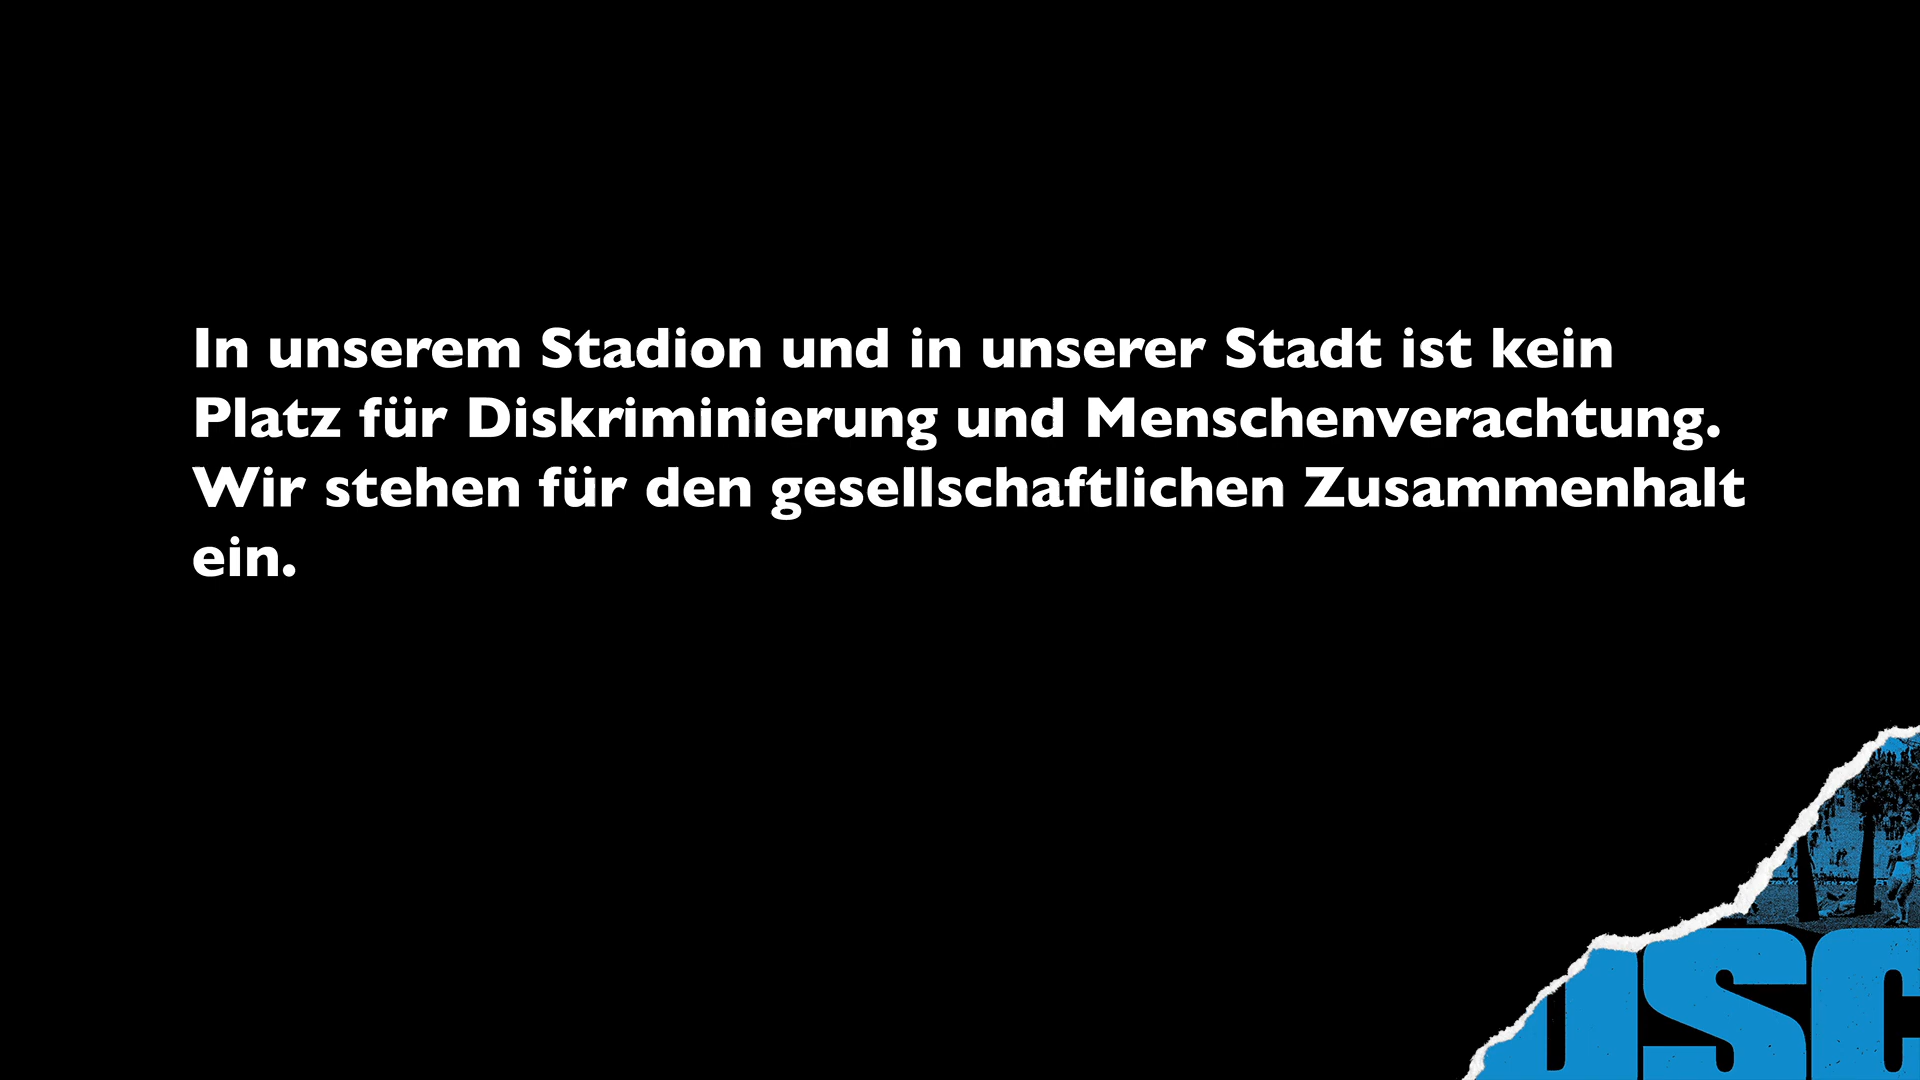 In unserem Stadion und in unserer Stadt ist kein
Platz für Diskriminierung und Menschenverachtung.
Wir stehen für den gesellschaftlichen Zusammenhalt
ein.
DSC